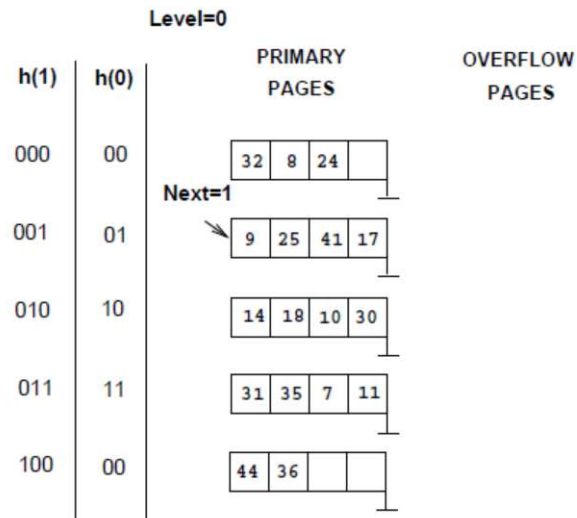 Level=0
h(1) h(0) PRIMARY PAGES OVERFLOW PAGES
000 00 32 8 24
Next=1
001 01 9 25 41 17
010 10 14 18 10 30
011 11 31 35 7 11
100 00 44 36